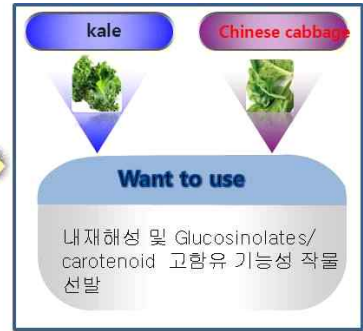 kale
Chinese cabbage
Want to use
내재해성 및 Glucosinolates/
carotenoid 고함유 기능성 작물
선발